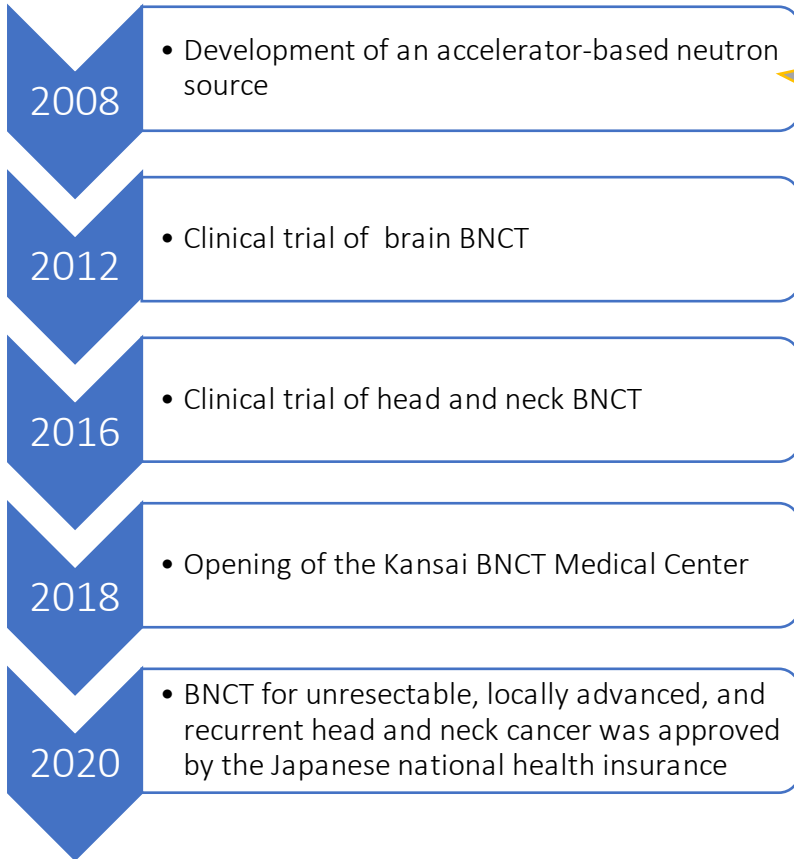 2008
• Development of an accelerator-based neutron
source
2012
• Clinical trial of  brain BNCT
2016
• Clinical trial of head and neck BNCT
2018
• Opening of the Kansai BNCT Medical Center
2020
• BNCT for unresectable, locally advanced, and
recurrent head and neck cancer was approved
by the Japanese national health insurance